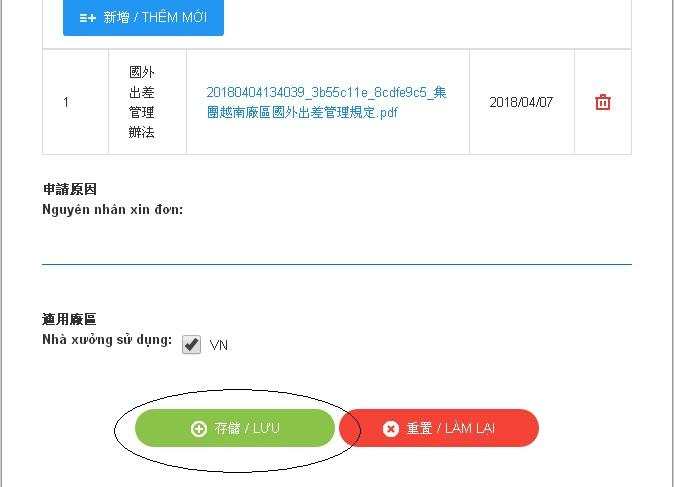 新增 / THÊM MỚI
1
國外
出差
管理
辦法
20180404134039_3b55c11e_8cdfe9c5_集
團越南廠區國外出差管理規定.pdf
2018/04/07
申請原因
Nguyên nhân xin đơn:
適用廠區
Nhà xưởng sử dụng:
VN
存儲 / LƯU
重置 / LÀM LẠI